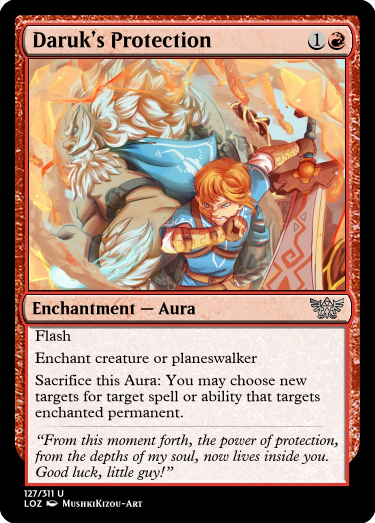 Daruk's Protection
1
Enchantment — Aura
Flash
Enchant creature or planeswalker
Sacrifice this Aura: You may choose new
targets for target spell or ability that targets
enchanted permanent.
“From this moment forth, the power of protection,
from the depths of my soul, now lives inside you.
Good luck, little guy!”
127/311 U
LOZ MushkiKizou-Art